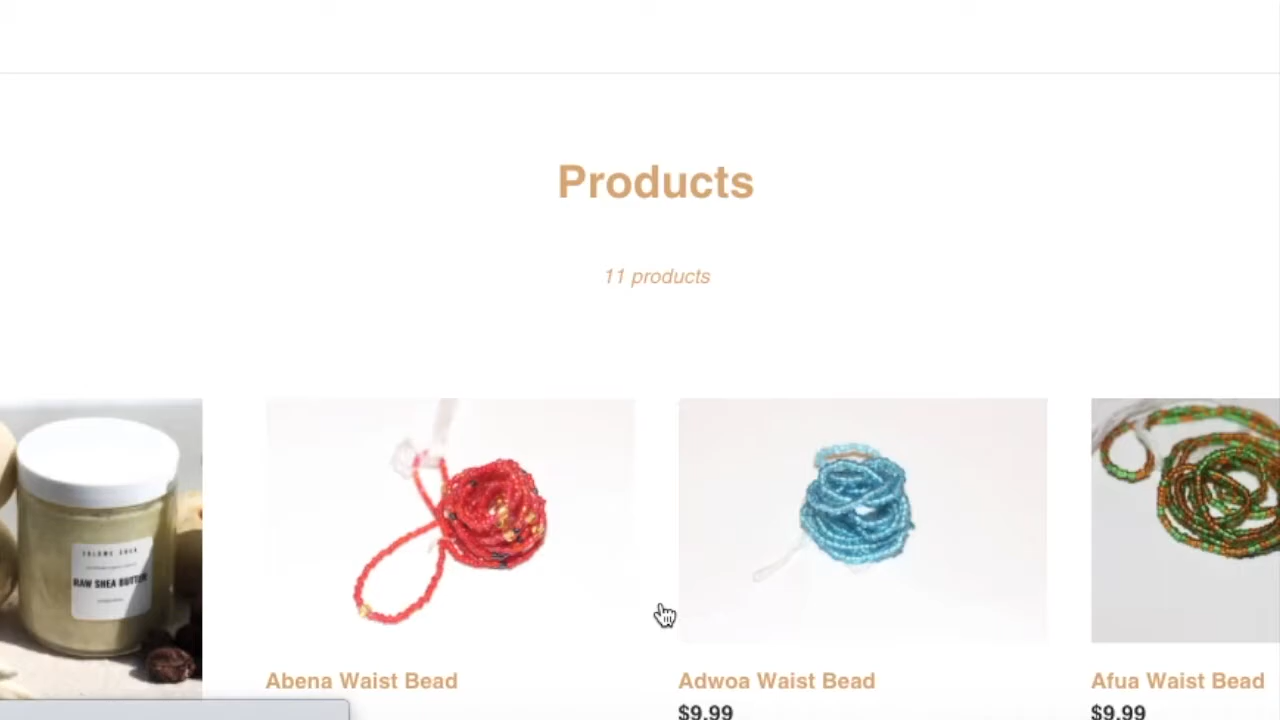 Products
11 products
RAW SHEA BUTTER
Abena Waist Bead
Adwoa Waist Bead
Afua Waist Bead
$9.99
$9.99